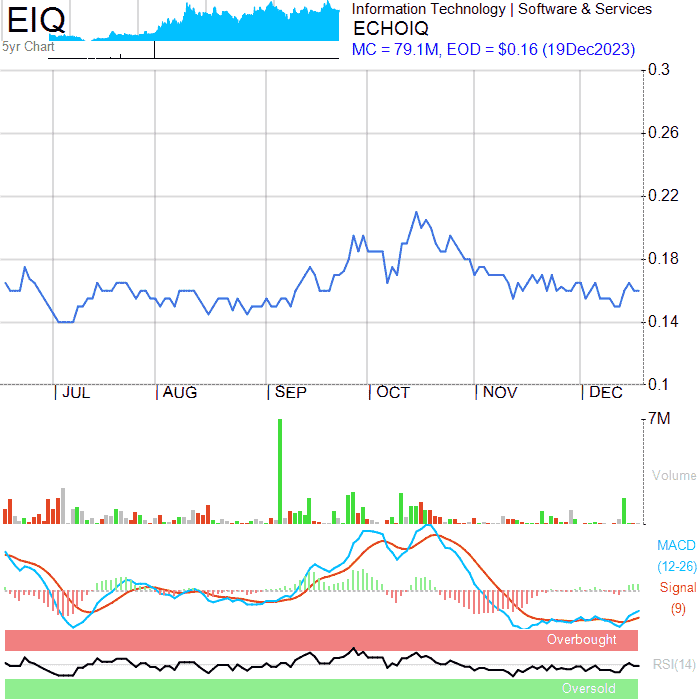 EIQ
5yr Chart
Information Technology | Software & Services
ECHOIQ
MC = 79.1M, EOD = $0.16 (19Dec2023)
0.3
0.26
0.22
0.18
0.14
0.1
JUL AUG SEP OCT NOV DEC
7M
Volume
MACD
(12-26)
Signal
(9)
Overbought
RSI(14)
Oversold